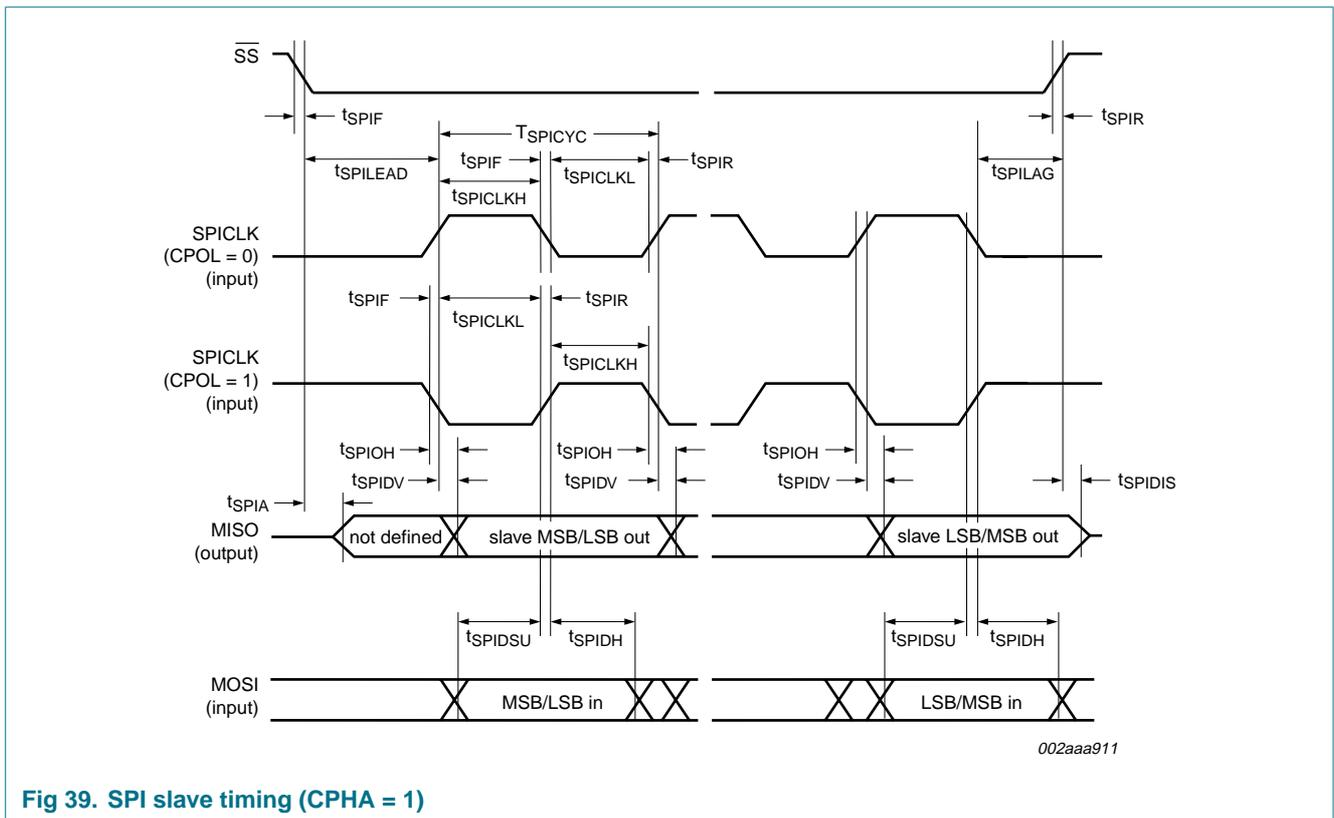 SS
tSPIF
tSPIR
TSPICYC
tSPIF
tSPIR
tSPILEAD
tSPICLKL
tSPILAG
tSPICLKH
SPICLK
(CPOL = 0)
(input)
tSPIF
tSPIR
tSPICLKL
SPICLK
(CPOL = 1)
(input)
tSPICLKH
tSPIOH
tSPIOH
tSPIOH
tSPIDV
tSPIDV
tSPIDV
tSPIDIS
tSPIA
MISO
(output)
not defined
slave MSB/LSB out
slave LSB/MSB out
tSPIDSU
tSPIDH
tSPIDSU
tSPIDH
MOSI
(input)
MSB/LSB in
LSB/MSB in
002aaa911
Fig 39. SPI slave timing (CPHA = 1)